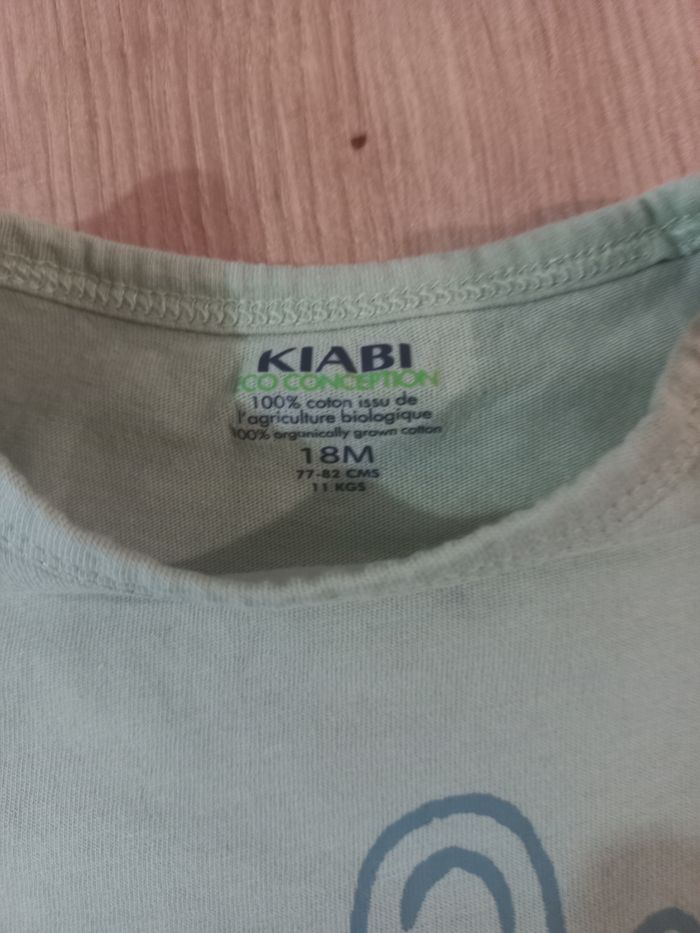 KIABI
ECO CONCEPTION
100% coton issu de
l'agriculture biologique
100% organically grown cotton
18M
77-82 CMS
11 KGS